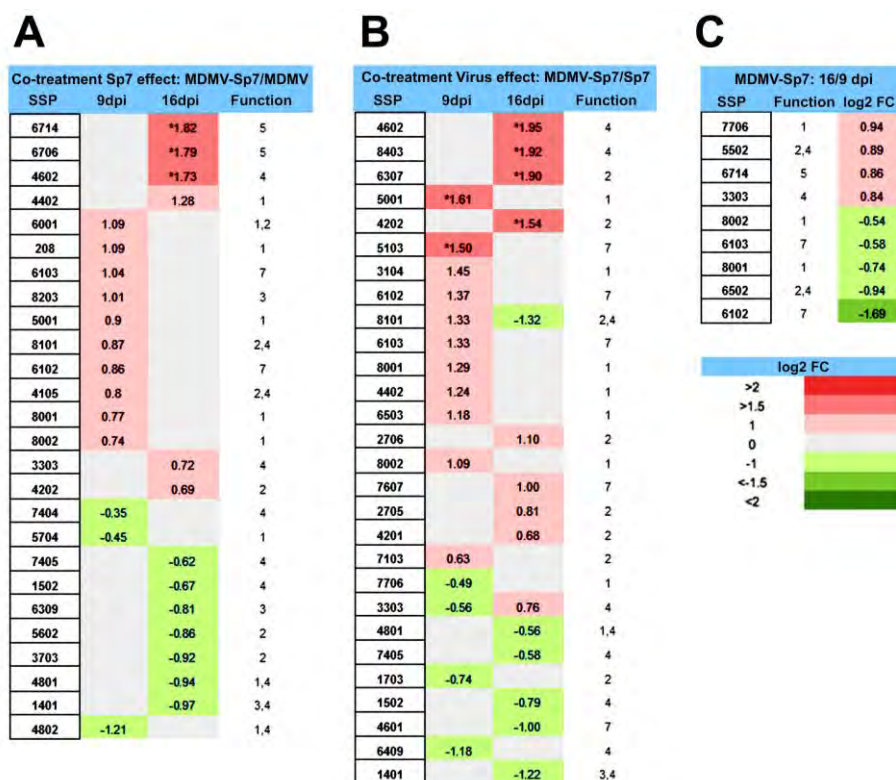 A
Co-treatment Sp7 effect: MDMV-Sp7/MDMV
SSP 9dpi 16dpi Function
6714 *1.82 5
6706 *1.79 5
4602 *1.73 4
4402 1.28 1
6001 1.09 1,2
208 1.09 1
6103 1.04 7
8203 1.01 3
5001 0.9 1
8101 0.87 2,4
6102 0.86 7
4105 0.8 2,4
8001 0.77 1
8002 0.74 1
3303 0.72 4
4202 0.69 2
7404 -0.35 4
5704 -0.45 1
7405 -0.62 4
1502 -0.67 4
6309 -0.81 3
5602 -0.86 2
3703 -0.92 2
4801 -0.94 1,4
1401 -0.97 3,4
4802 -1.21 1,4
B
Co-treatment Virus effect: MDMV-Sp7/Sp7
SSP 9dpi 16dpi Function
4602 *1.95 4
8403 *1.92 4
6307 *1.90 2
5001 *1.61 1
4202 *1.54 2
5103 *1.50 7
3104 1.45 1
6102 1.37 7
8101 1.33 -1.32 2,4
6103 1.33 7
8001 1.29 1
4402 1.24 1
6503 1.18 1
2706 1.10 2
8002 1.09 1
7607 1.00 7
2705 0.81 2
4201 0.68 2
7103 0.63 2
7706 -0.49 1
3303 -0.56 0.76 4
4801 -0.56 1,4
7405 -0.58 4
1703 -0.74 2
1502 -0.79 4
4601 -1.00 7
6409 -1.18 4
1401 -1.22 3,4
C
MDMV-Sp7: 16/9 dpi
SSP Function log2 FC
7706 1 0.94
5502 2,4 0.89
6714 5 0.86
3303 4 0.84
8002 1 -0.54
6103 7 -0.58
8001 1 -0.74
6502 2,4 -0.94
6102 7 -1.69
log2 FC
>2
>1.5
1
0
-1
<-1.5
<2